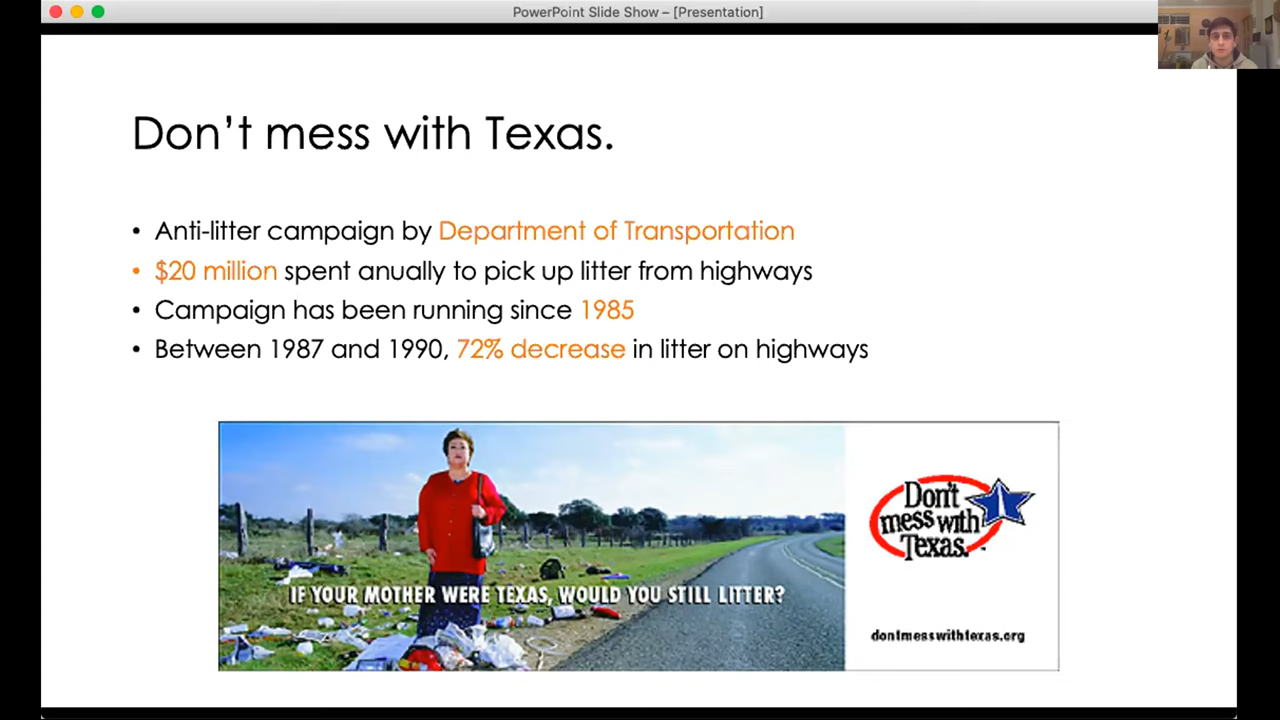 PowerPoint Slide Show – [Presentation]
Don't mess with Texas.
• Anti-litter campaign by Department of Transportation
• $20 million spent anually to pick up litter from highways
• Campaign has been running since 1985
• Between 1987 and 1990, 72% decrease in litter on highways
IF YOUR MOTHER WERE TEXAS, WOULD YOU STILL LITTER?
Don't
mess with
Texas.
dontmesswithtexas.org